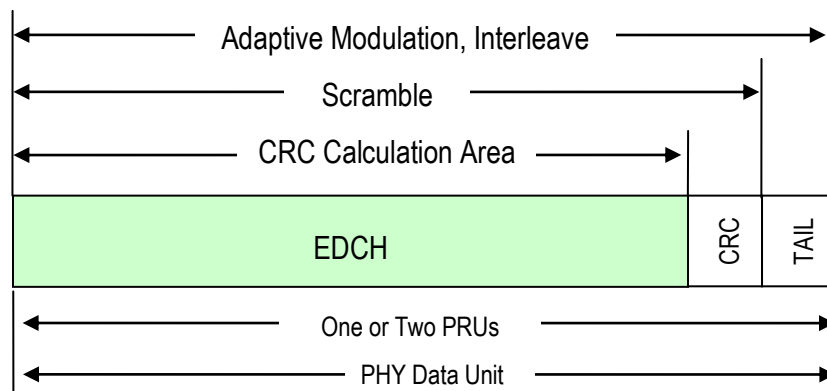 Adaptive Modulation, Interleave
Scramble
CRC Calculation Area
EDCH
CRC
TAIL
One or Two PRUs
PHY Data Unit